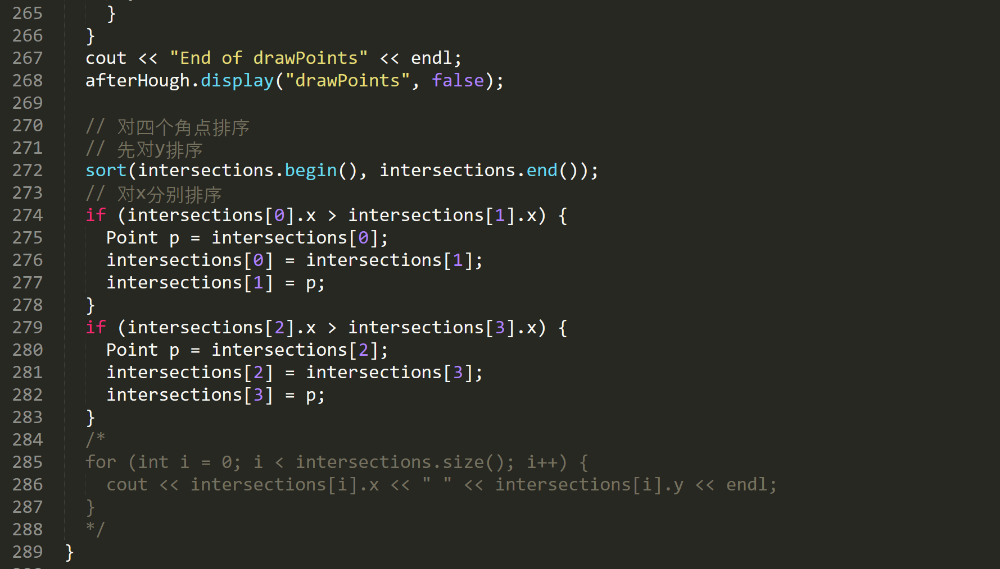 265 }
266 }
267 cout << "End of drawPoints" << endl;
268 afterHough.display("drawPoints", false);
269
270 // 对四个角点排序
271 // 先对y排序
272 sort(intersections.begin(), intersections.end());
273 // 对x分别排序
274 if (intersections[0].x > intersections[1].x) {
275 Point p = intersections[0];
276 intersections[0] = intersections[1];
277 intersections[1] = p;
278 }
279 if (intersections[2].x > intersections[3].x) {
280 Point p = intersections[2];
281 intersections[2] = intersections[3];
282 intersections[3] = p;
283 }
284 /*
285 for (int i = 0; i < intersections.size(); i++) {
286 cout << intersections[i].x << " " << intersections[i].y << endl;
287 }
288 */
289 }